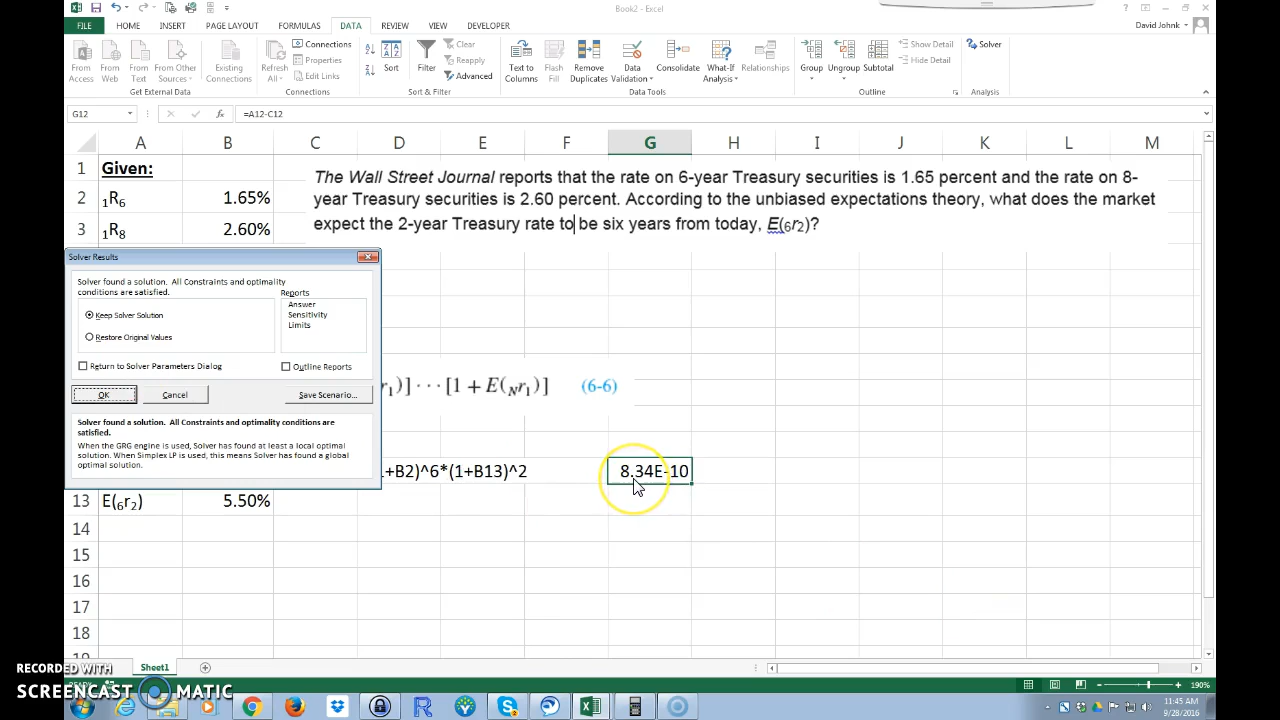 Book2 - Excel
FILE HOME INSERT PAGE LAYOUT FORMULAS DATA REVIEW VIEW DEVELOPER David Johnk
From Access
From Web
From Text
From Other Sources
Existing Connections
Refresh All
Connections
Properties
Edit Links
Sort
Filter
Clear
Reapply
Advanced
Text to Columns
Flash Fill
Remove Duplicates
Data Validation
Consolidate
What-If Analysis
Relationships
Group
Ungroup
Subtotal
Show Detail
Hide Detail
Solver
Get External Data Connections Sort & Filter Data Tools Outline Analysis
G12 fx =A12-C12
A B C D E F G H I J K L M
1 Given:
2 ₁R₆ 1.65%
3 ₁R₈ 2.60%
The Wall Street Journal reports that the rate on 6-year Treasury securities is 1.65 percent and the rate on 8-
year Treasury securities is 2.60 percent. According to the unbiased expectations theory, what does the market
expect the 2-year Treasury rate to be six years from today, E(₆r₂)?
Solver Results
Solver found a solution. All Constraints and optimality
conditions are satisfied.
Reports
Answer
Sensitivity
Limits
Keep Solver Solution
Restore Original Values
Return to Solver Parameters Dialog
Outline Reports
OK Cancel Save Scenario...
Solver found a solution. All Constraints and optimality conditions are
satisfied.
When the GRG engine is used, Solver has found at least a local optimal
solution. When Simplex LP is used, this means Solver has found a global
optimal solution.
r₁)] · · · [1 + E(ₙr₁)] (6-6)
+B2)^6*(1+B13)^2 8.34E-10
13 E(₆r₂) 5.50%
14
15
16
17
18
Sheet1
RECORDED WITH
SCREENCAST MATIC
190%
11:45 AM
9/28/2016